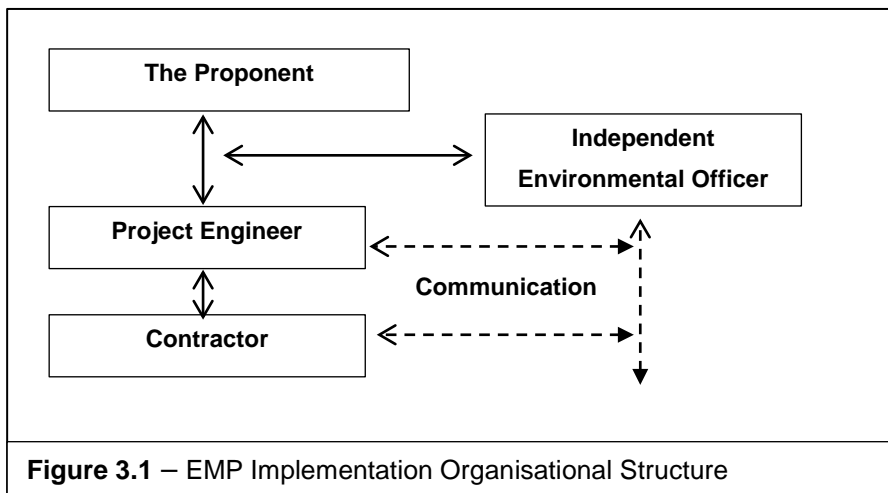 The Proponent
Independent
Environmental Officer
Project Engineer
Communication
Contractor
Figure 3.1 – EMP Implementation Organisational Structure